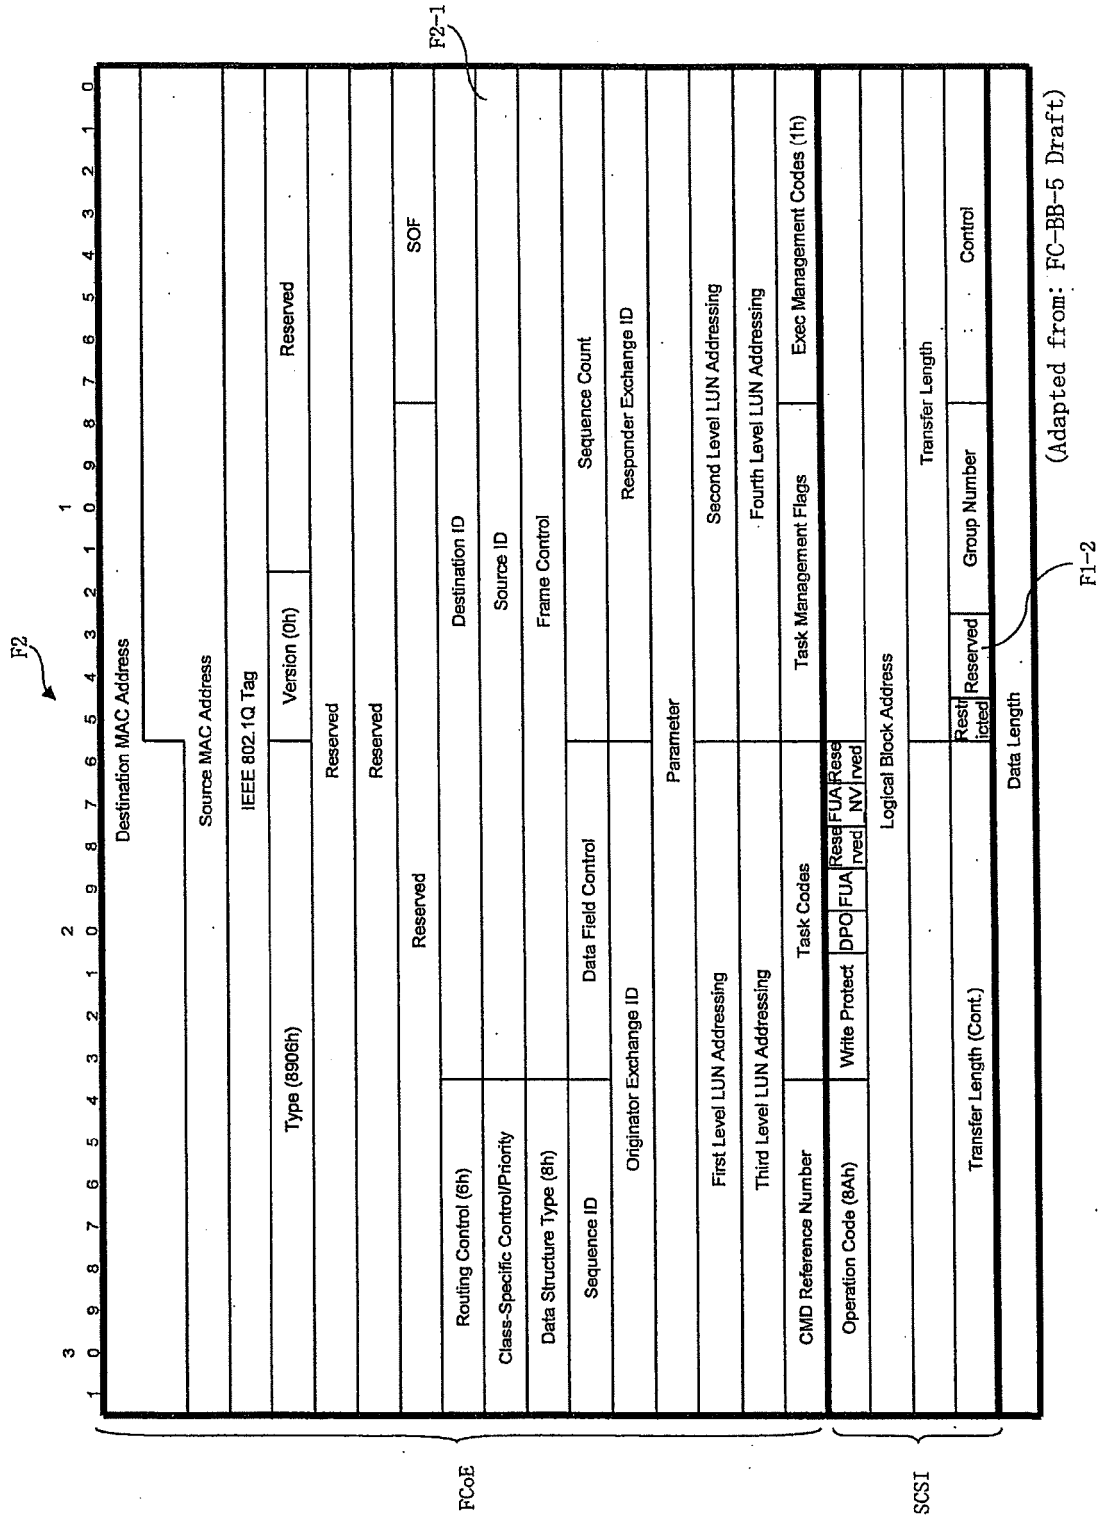 F2
3 2 1
1 0 9 8 7 6 5 4 3 2 1 0 9 8 7 6 5 4 3 2 1 0 9 8 7 6 5 4 3 2 1 0
Destination MAC Address
Source MAC Address
IEEE 802.1Q Tag
Type (8906h) Version (0h) Reserved
Reserved
Reserved
Reserved SOF
Routing Control (6h) Destination ID
Class-Specific Control/Priority Source ID
Data Structure Type (8h) Frame Control
Sequence ID Data Field Control Sequence Count
Originator Exchange ID Responder Exchange ID
Parameter
First Level LUN Addressing Second Level LUN Addressing
Third Level LUN Addressing Fourth Level LUN Addressing
CMD Reference Number Task Codes Task Management Flags Exec Management Codes (1h)
Operation Code (8Ah) Write Protect DPO FUA Rese FUA Rese
rved _NV rved
Logical Block Address
Transfer Length
Transfer Length (Cont.) Restr Reserved Group Number Control
icted
Data Length
FCoE
SCSI
F2-1
F1-2
(Adapted from: FC-BB-5 Draft)